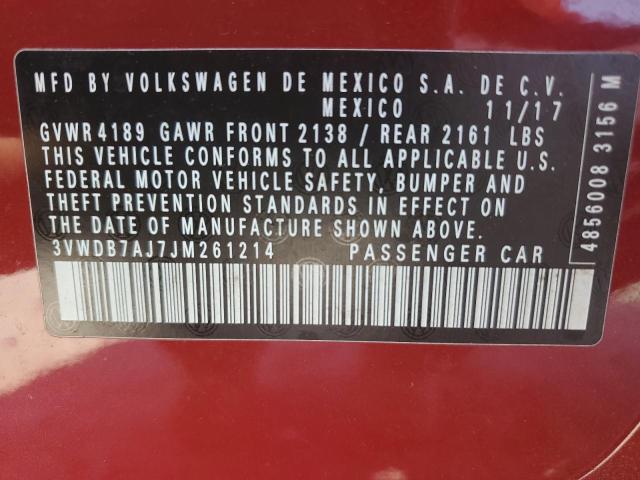 MFD BY VOLKSWAGEN DE MEXICO S.A. DE C.V.
MEXICO 11/17
GVWR 4189 GAWR FRONT 2138 / REAR 2161 LBS
THIS VEHICLE CONFORMS TO ALL APPLICABLE U.S.
FEDERAL MOTOR VEHICLE SAFETY, BUMPER AND
THEFT PREVENTION STANDARDS IN EFFECT ON
THE DATE OF MANUFACTURE SHOWN ABOVE.
3VWDB7AJ7JM261214 PASSENGER CAR
4856008 3156 M